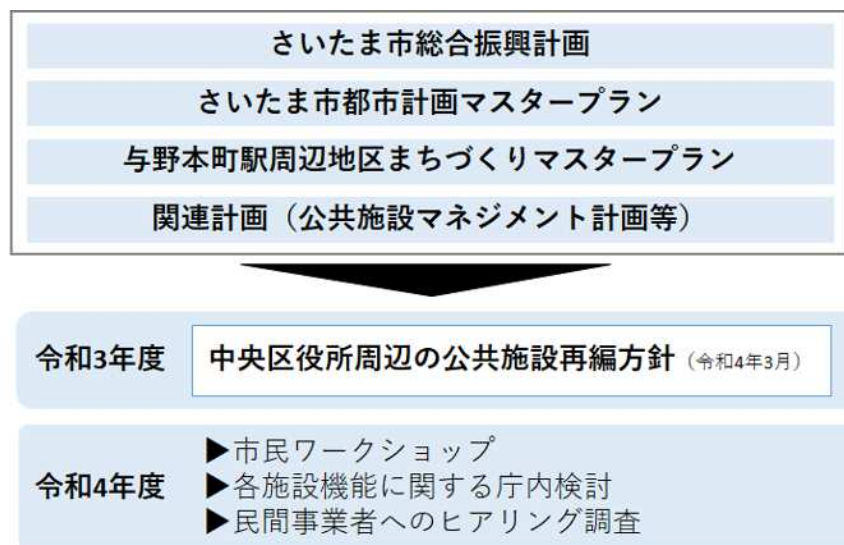 さいたま市総合振興計画
さいたま市都市計画マスタープラン
与野本町駅周辺地区まちづくりマスタープラン
関連計画（公共施設マネジメント計画等）
令和3年度 中央区役所周辺の公共施設再編方針（令和4年3月）
▶市民ワークショップ
令和4年度 ▶各施設機能に関する庁内検討
▶民間事業者へのヒアリング調査